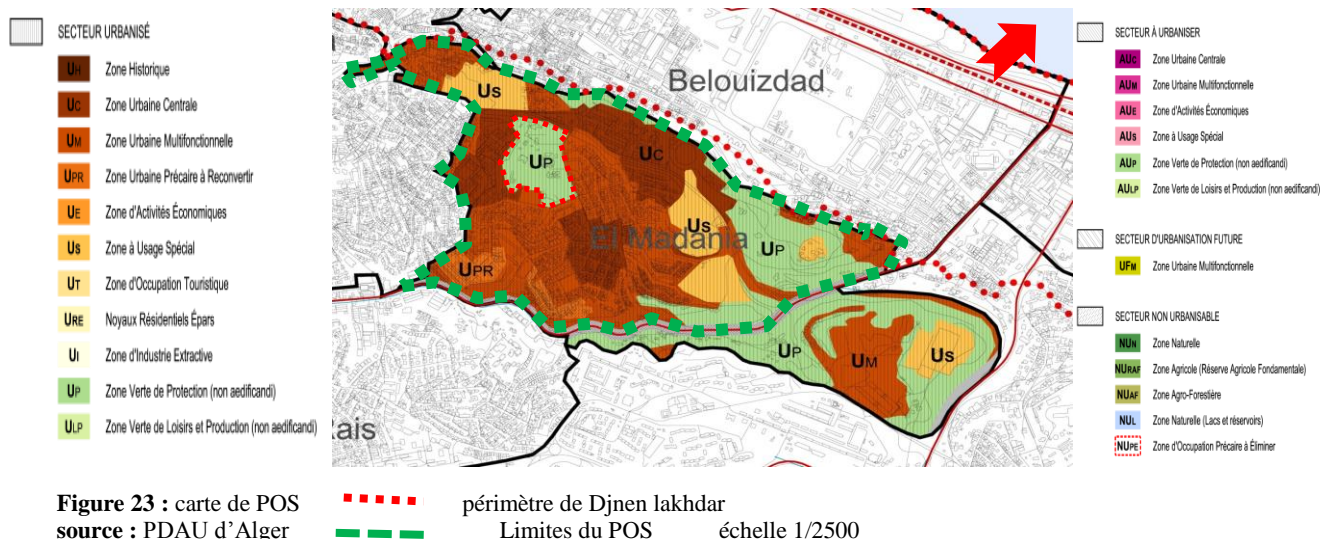 SECTEUR URBANISÉ
UH Zone Historique
UC Zone Urbaine Centrale
UM Zone Urbaine Multifonctionnelle
UPR Zone Urbaine Précaire à Reconvertir
UE Zone d'Activités Économiques
US Zone à Usage Spécial
UT Zone d'Occupation Touristique
URE Noyaux Résidentiels Épars
UI Zone d'Industrie Extractive
UP Zone Verte de Protection (non aedificandi)
ULP Zone Verte de Loisirs et Production (non aedificandi)
Belouizdad
US
UC
UP
US
El Madania
UP
UPR
UP
UM
US
Rais
SECTEUR À URBANISER
AUC Zone Urbaine Centrale
AUM Zone Urbaine Multifonctionnelle
AUE Zone d'Activités Économiques
AUS Zone à Usage Spécial
AUP Zone Verte de Protection (non aedificandi)
AULP Zone Verte de Loisirs et Production (non aedificandi)
SECTEUR D'URBANISATION FUTURE
UFM Zone Urbaine Multifonctionnelle
SECTEUR NON URBANISABLE
NUN Zone Naturelle
NURAF Zone Agricole (Réserve Agricole Fondamentale)
NUAF Zone Agro-Forestière
NUL Zone Naturelle (Lacs et réservoirs)
NUPE Zone d'Occupation Précaire à Éliminer
Figure 23 : carte de POS périmètre de Djnen lakhdar
source : PDAU d'Alger Limites du POS échelle 1/2500